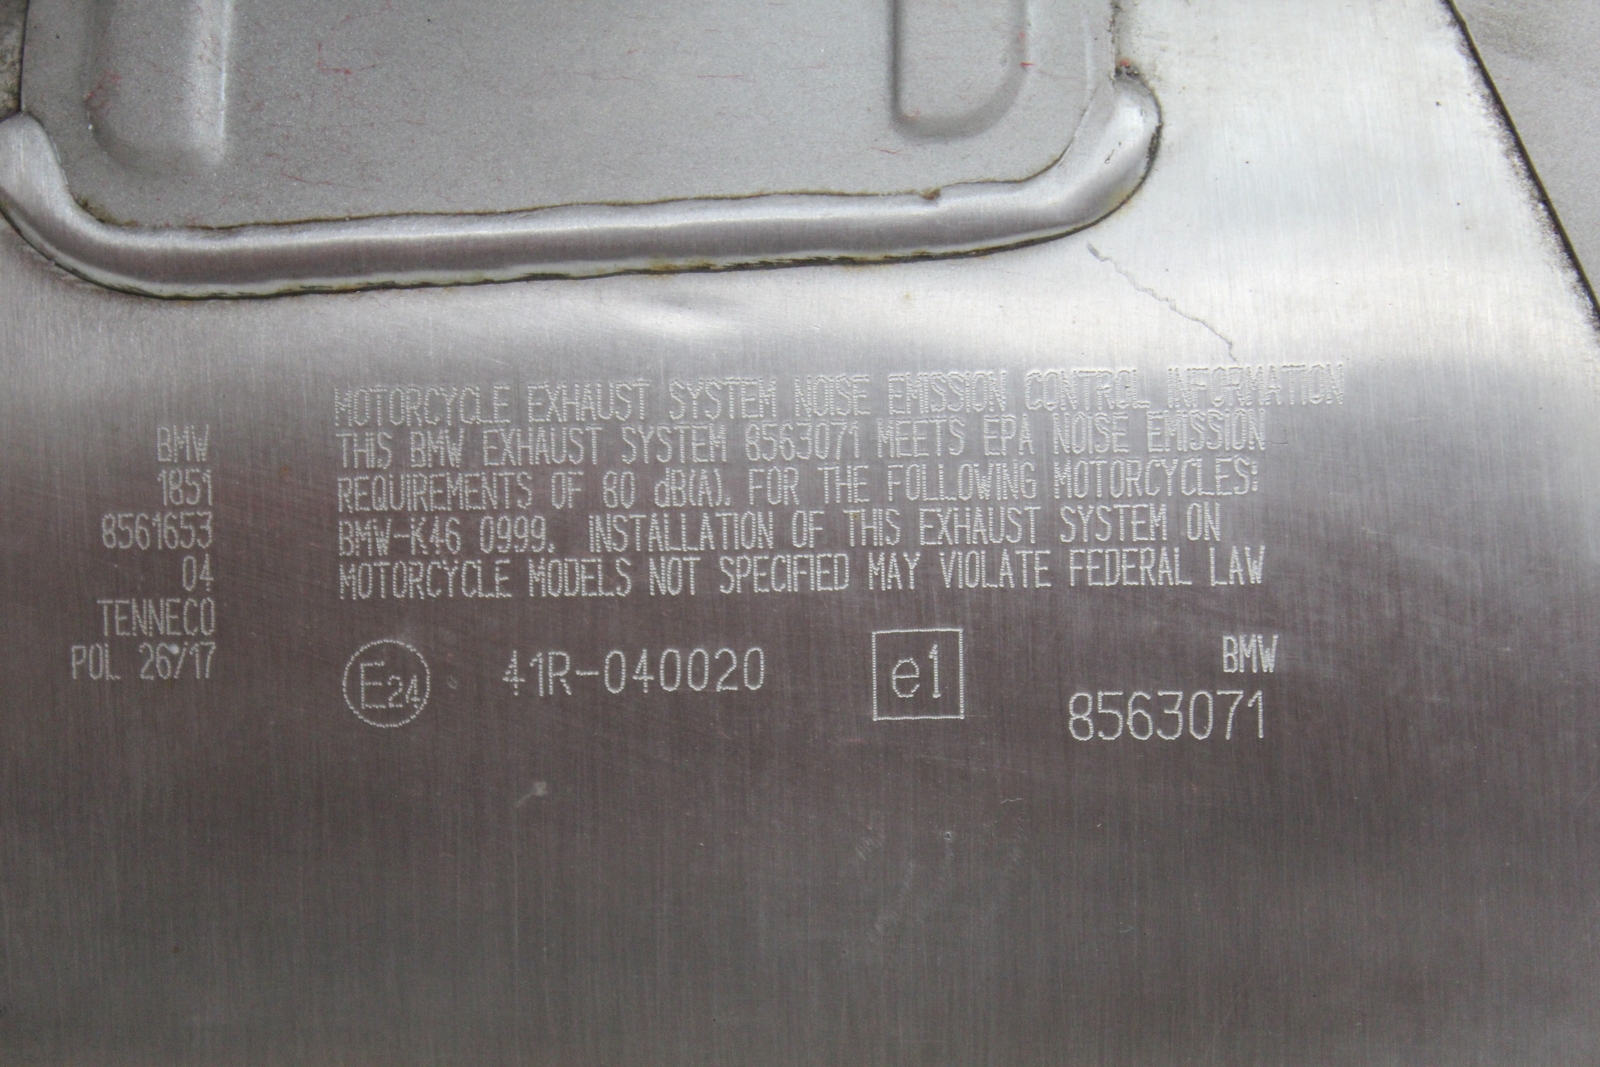 BMW
1851
8561653
04
TENNECO
POL 26/17
MOTORCYCLE EXHAUST SYSTEM NOISE EMISSION CONTROL INFORMATION
THIS BMW EXHAUST SYSTEM 8563071 MEETS EPA NOISE EMISSION
REQUIREMENTS OF 80 dB(A). FOR THE FOLLOWING MOTORCYCLES:
BMW-K46 0999. INSTALLATION OF THIS EXHAUST SYSTEM ON
MOTORCYCLE MODELS NOT SPECIFIED MAY VIOLATE FEDERAL LAW
E24 41R-040020 e1
BMW
8563071